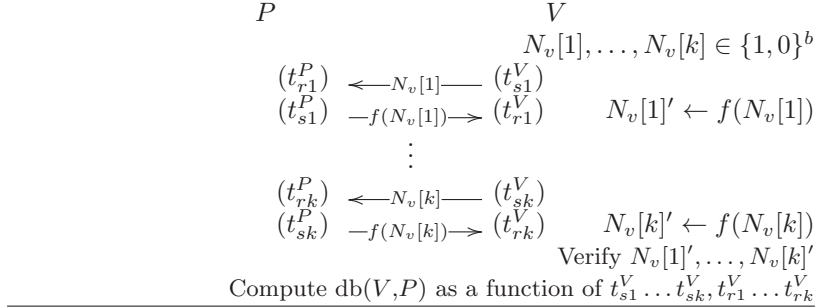 P V
N_v[1], . . . , N_v[k] ∈ {1, 0}^b
(t^P_{r1}) ←N_v[1]— (t^V_{s1})
(t^P_{s1}) —f(N_v[1])→ (t^V_{r1}) N_v[1]′ ← f(N_v[1])
⋮
(t^P_{rk}) ←N_v[k]— (t^V_{sk})
(t^P_{sk}) —f(N_v[k])→ (t^V_{rk}) N_v[k]′ ← f(N_v[k])
Verify N_v[1]′, . . . , N_v[k]′
Compute db(V,P) as a function of t^V_{s1} . . . t^V_{sk}, t^V_{r1} . . . t^V_{rk}